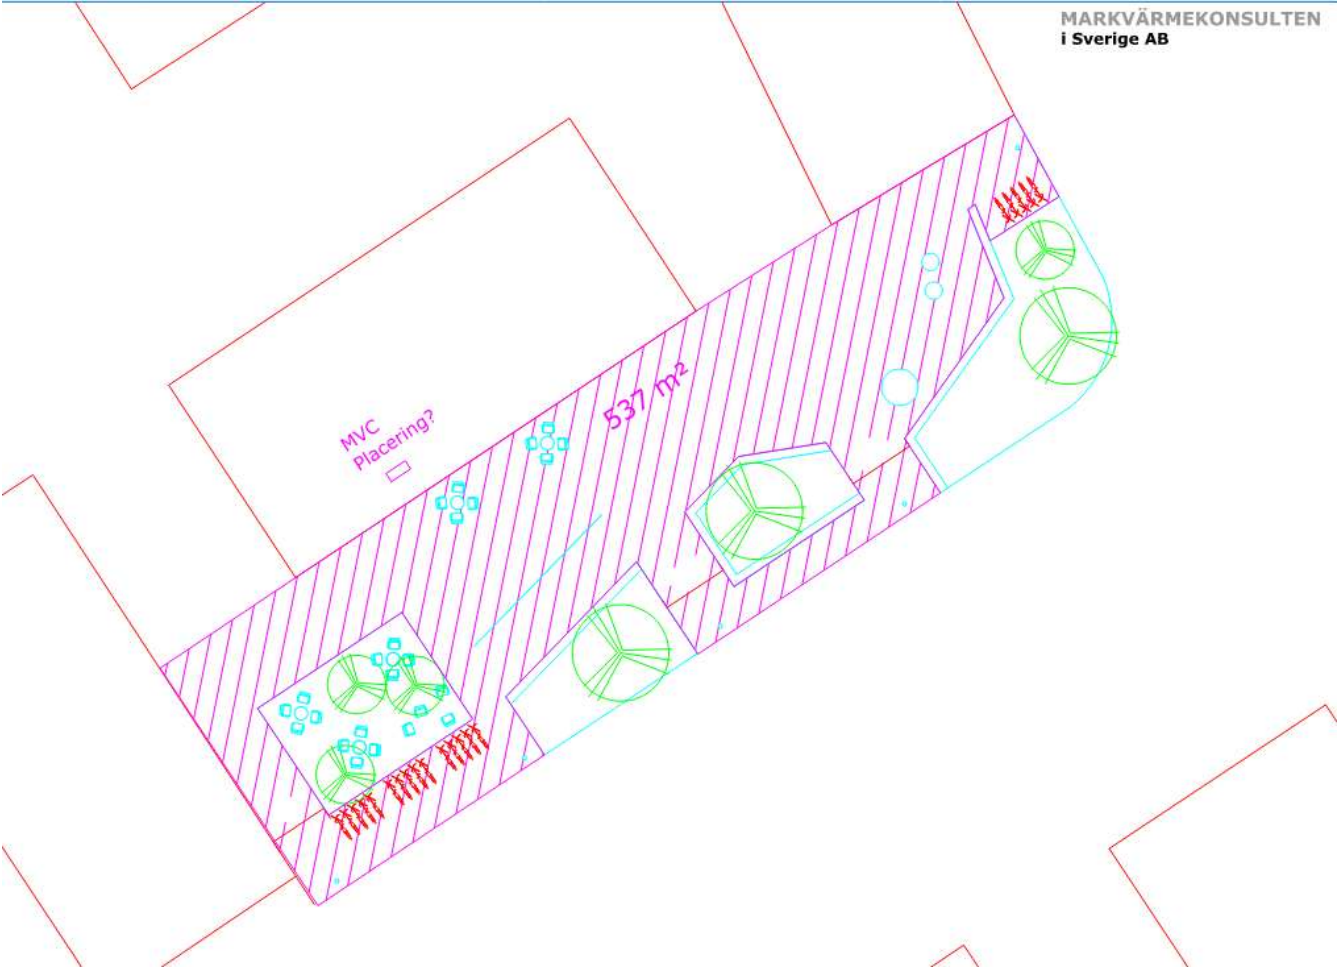 MARKVÄRMEKONSULTEN
i Sverige AB
537 m²
MVC
Placering?